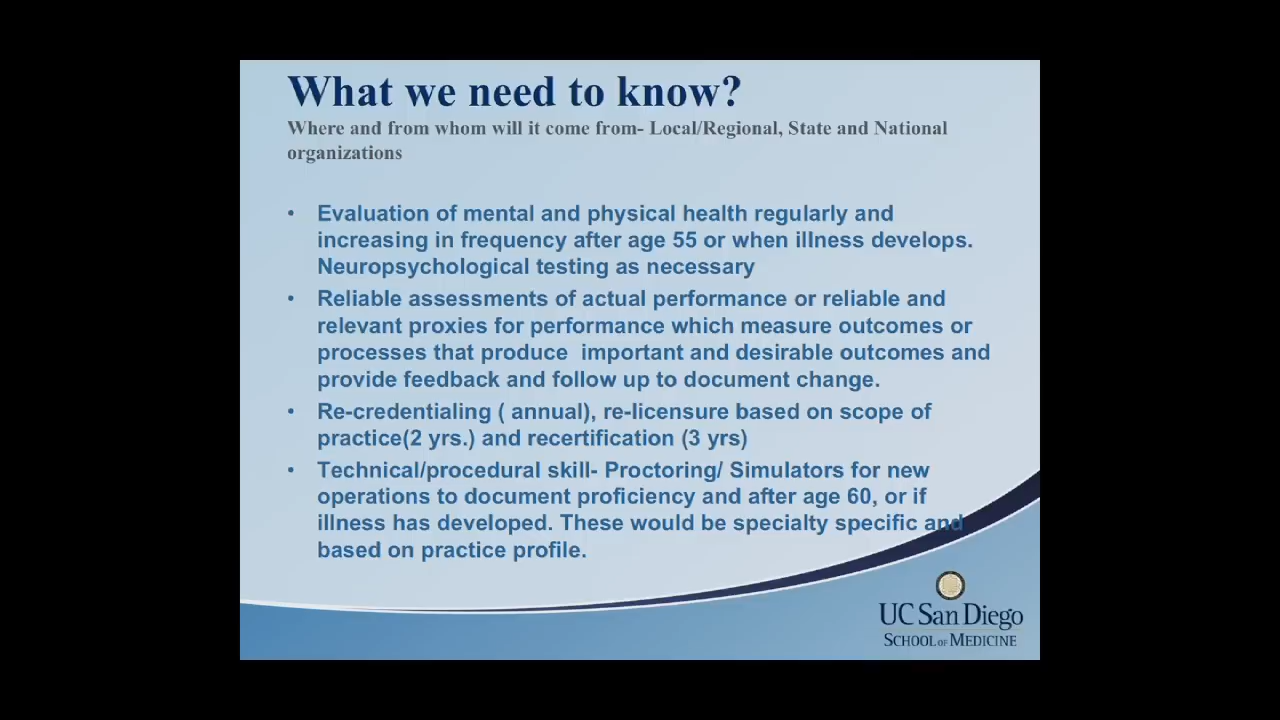 What we need to know?
Where and from whom will it come from- Local/Regional, State and National
organizations
• Evaluation of mental and physical health regularly and
increasing in frequency after age 55 or when illness develops.
Neuropsychological testing as necessary
• Reliable assessments of actual performance or reliable and
relevant proxies for performance which measure outcomes or
processes that produce  important and desirable outcomes and
provide feedback and follow up to document change.
• Re-credentialing ( annual), re-licensure based on scope of
practice(2 yrs.) and recertification (3 yrs)
• Technical/procedural skill- Proctoring/ Simulators for new
operations to document proficiency and after age 60, or if
illness has developed. These would be specialty specific and
based on practice profile.
UC San Diego
SCHOOL OF MEDICINE